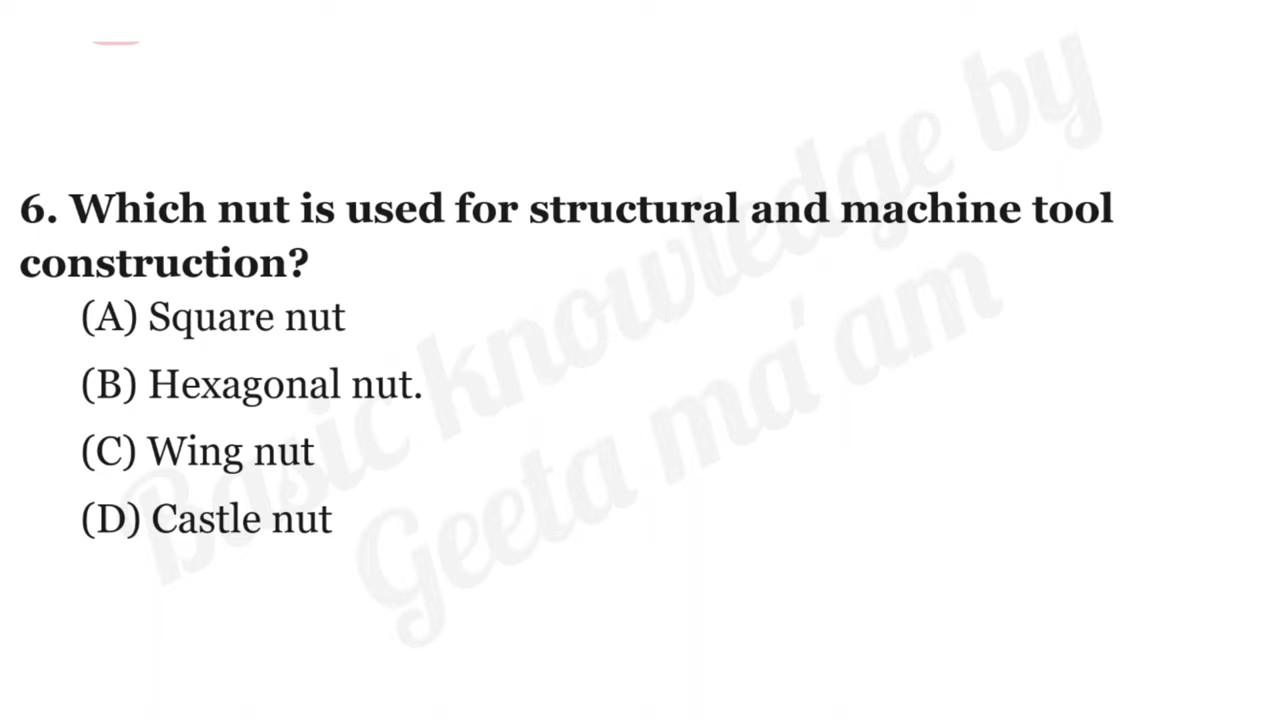 6. Which nut is used for structural and machine tool
construction?
(A) Square nut
(B) Hexagonal nut.
(C) Wing nut
(D) Castle nut
Basic knowledge by
Geeta ma'am